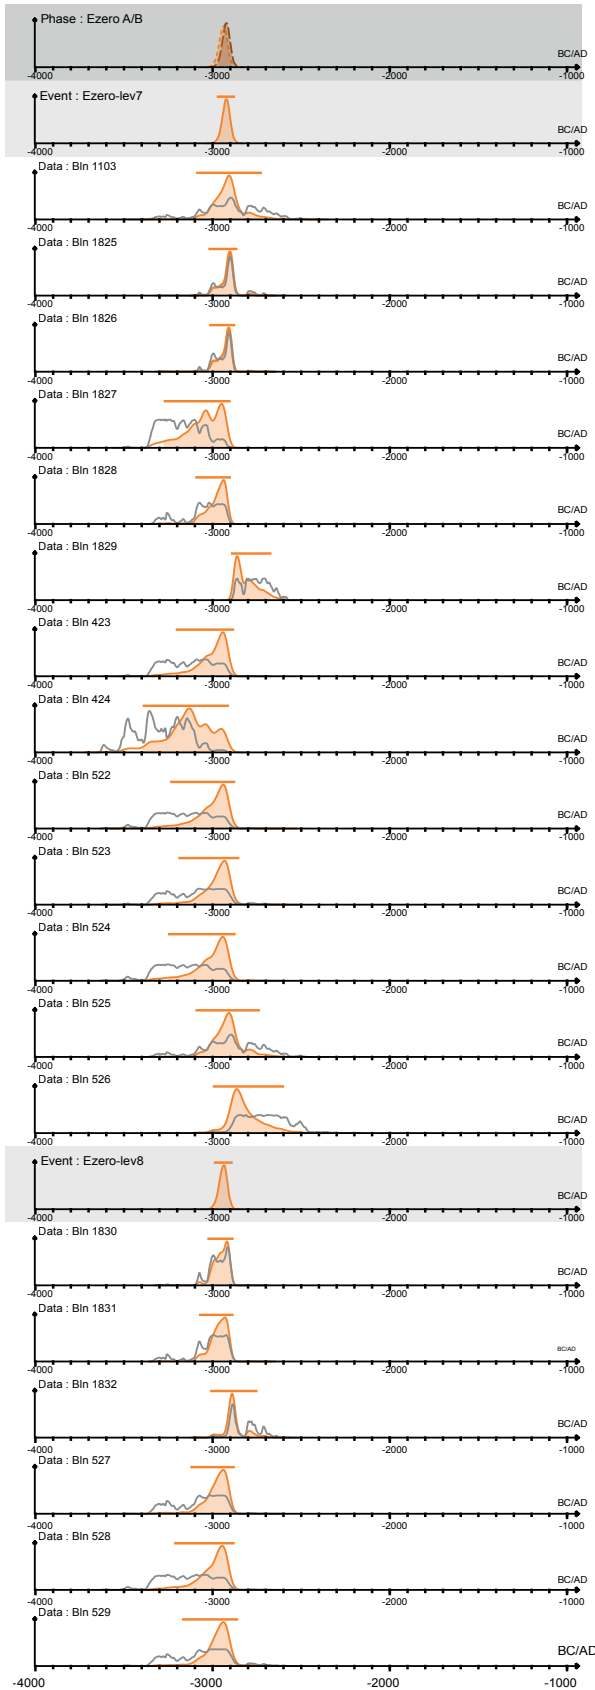 Phase : Ezero A/B
BC/AD
-4000 -3000 -2000 -1000
Event : Ezero-lev7
BC/AD
-4000 -3000 -2000 -1000
Data : Bln 1103
BC/AD
-4000 -3000 -2000 -1000
Data : Bln 1825
BC/AD
-4000 -3000 -2000 -1000
Data : Bln 1826
BC/AD
-4000 -3000 -2000 -1000
Data : Bln 1827
BC/AD
-4000 -3000 -2000 -1000
Data : Bln 1828
BC/AD
-4000 -3000 -2000 -1000
Data : Bln 1829
BC/AD
-4000 -3000 -2000 -1000
Data : Bln 423
BC/AD
-4000 -3000 -2000 -1000
Data : Bln 424
BC/AD
-4000 -3000 -2000 -1000
Data : Bln 522
BC/AD
-4000 -3000 -2000 -1000
Data : Bln 523
BC/AD
-4000 -3000 -2000 -1000
Data : Bln 524
BC/AD
-4000 -3000 -2000 -1000
Data : Bln 525
BC/AD
-4000 -3000 -2000 -1000
Data : Bln 526
BC/AD
-4000 -3000 -2000 -1000
Event : Ezero-lev8
BC/AD
-4000 -3000 -2000 -1000
Data : Bln 1830
BC/AD
-4000 -3000 -2000 -1000
Data : Bln 1831
BC/AD
-4000 -3000 -2000 -1000
Data : Bln 1832
BC/AD
-4000 -3000 -2000 -1000
Data : Bln 527
BC/AD
-4000 -3000 -2000 -1000
Data : Bln 528
BC/AD
-4000 -3000 -2000 -1000
Data : Bln 529
BC/AD
-4000 -3000 -2000 -1000